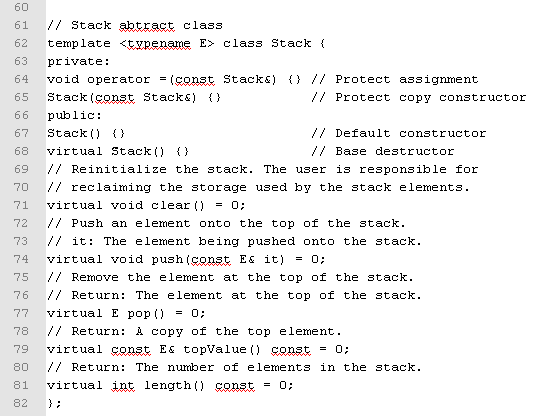 60
61 // Stack abtract class
62 template <typename E> class Stack {
63 private:
64 void operator =(const Stack&) {} // Protect assignment
65 Stack(const Stack&) {} // Protect copy constructor
66 public:
67 Stack() {} // Default constructor
68 virtual Stack() {} // Base destructor
69 // Reinitialize the stack. The user is responsible for
70 // reclaiming the storage used by the stack elements.
71 virtual void clear() = 0;
72 // Push an element onto the top of the stack.
73 // it: The element being pushed onto the stack.
74 virtual void push(const E& it) = 0;
75 // Remove the element at the top of the stack.
76 // Return: The element at the top of the stack.
77 virtual E pop() = 0;
78 // Return: A copy of the top element.
79 virtual const E& topValue() const = 0;
80 // Return: The number of elements in the stack.
81 virtual int length() const = 0;
82 };